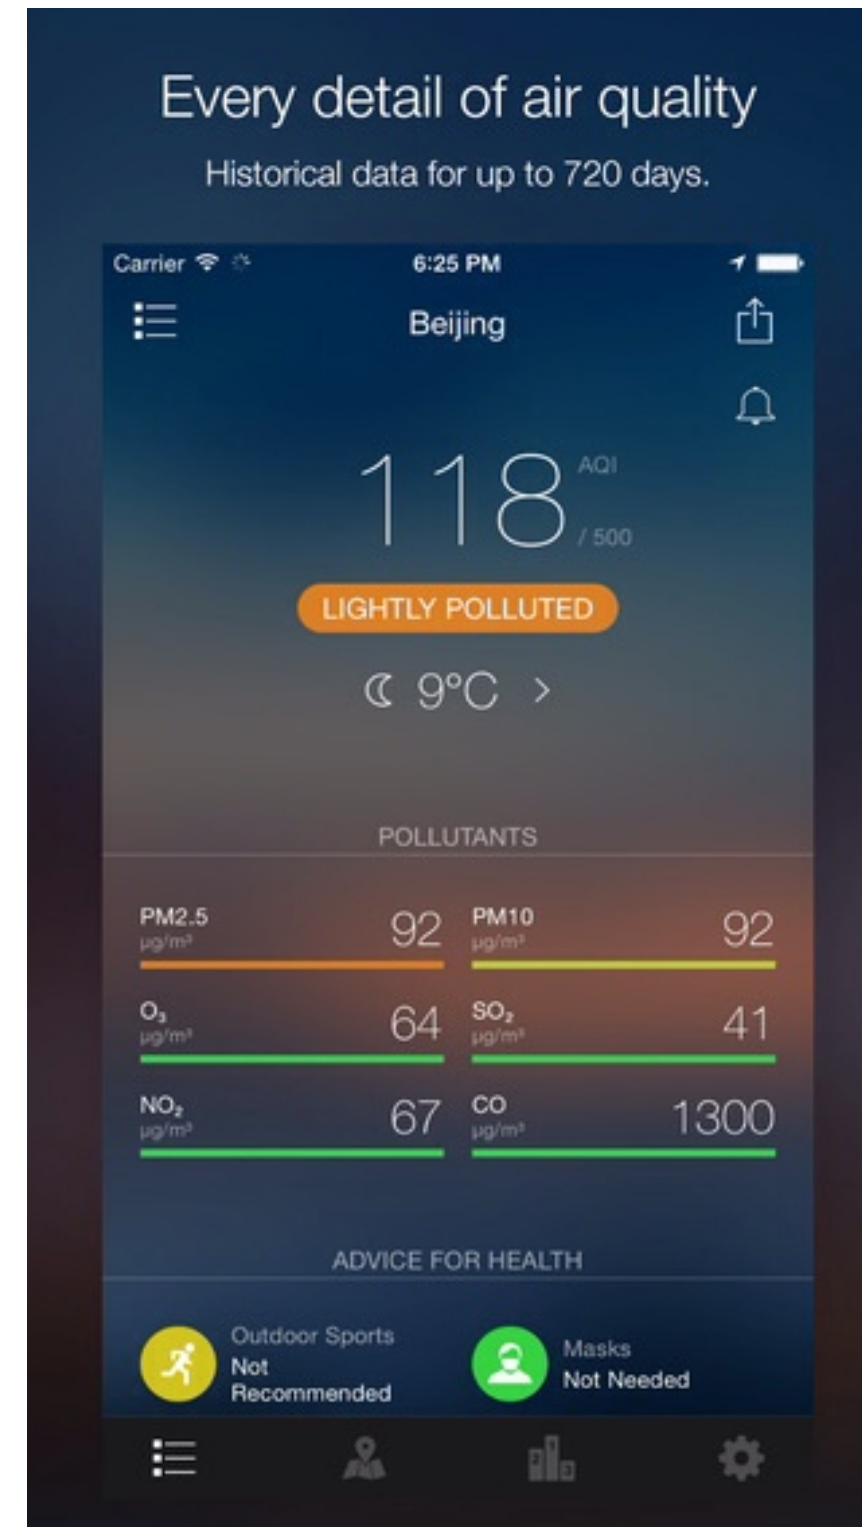 Every detail of air quality
Historical data for up to 720 days.
Carrier 6:25 PM
Beijing
118 AQI
/ 500
LIGHTLY POLLUTED
9°C
POLLUTANTS
PM2.5 92 PM10 92
µg/m³ µg/m³
O₃ 64 SO₂ 41
µg/m³ µg/m³
NO₂ 67 CO 1300
µg/m³ µg/m³
ADVICE FOR HEALTH
Outdoor Sports
Not
Recommended
Masks
Not Needed